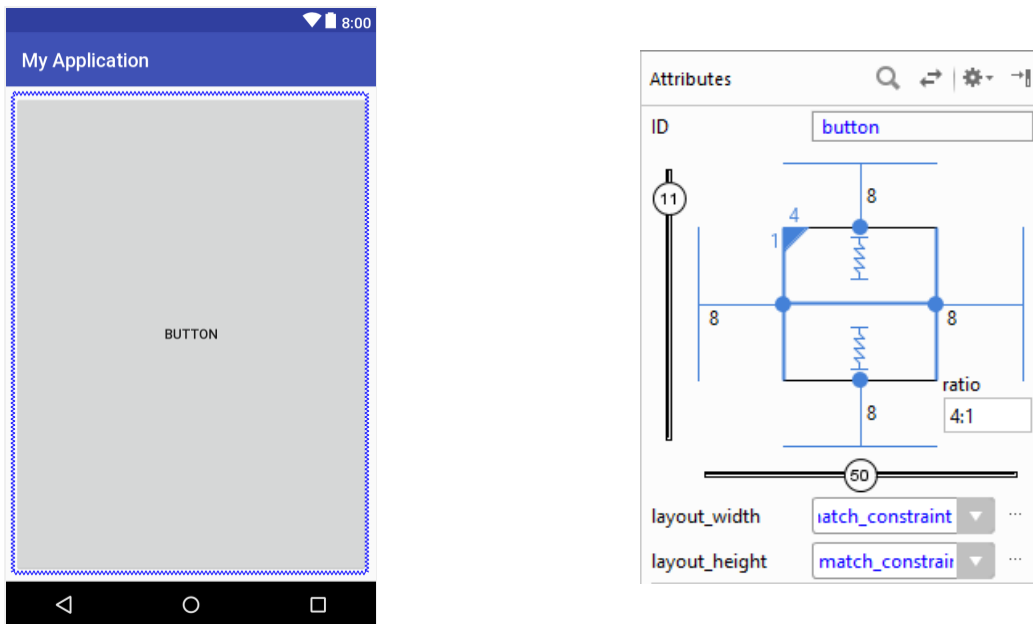 8:00
My Application
BUTTON
Attributes
ID button
11
8
4
1
8
8
ratio
4:1
8
50
layout_width
atch_constraint
...
layout_height
match_constrair
...